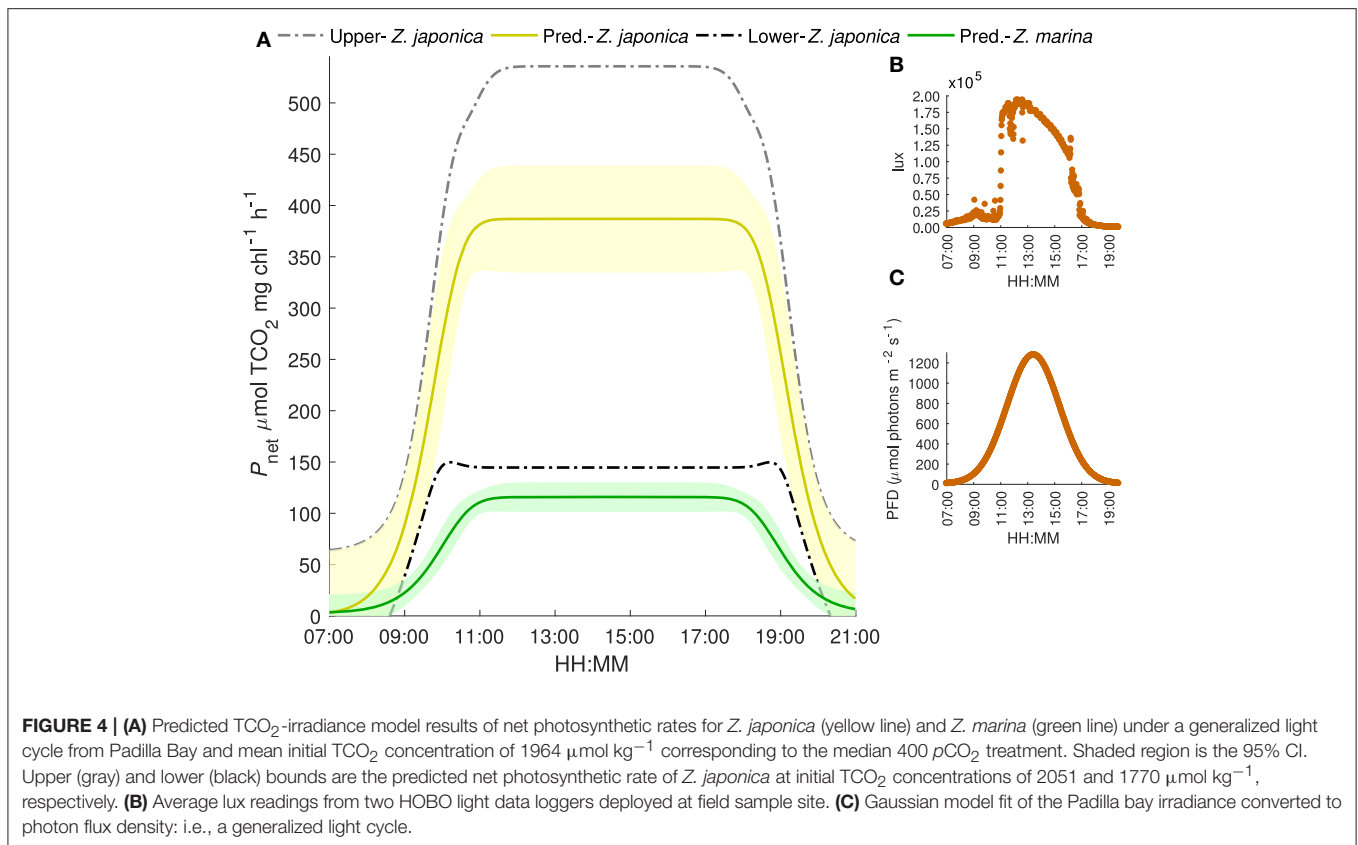 A
Upper- Z. japonica Pred.- Z. japonica Lower- Z. japonica Pred.- Z. marina
P_net μmol TCO₂ mg chl⁻¹ h⁻¹
500
450
400
350
300
250
200
150
100
50
0
07:00 09:00 11:00 13:00 15:00 17:00 19:00 21:00
HH:MM
B
×10⁵
lux
2.00
1.75
1.50
1.25
1.00
0.75
0.50
0.25
0.00
07:00 09:00 11:00 13:00 15:00 17:00 19:00
HH:MM
C
PFD (μmol photons m⁻² s⁻¹)
1200
1000
800
600
400
200
0
07:00 09:00 11:00 13:00 15:00 17:00 19:00
HH:MM
FIGURE 4 | (A) Predicted TCO₂-irradiance model results of net photosynthetic rates for Z. japonica (yellow line) and Z. marina (green line) under a generalized light
cycle from Padilla Bay and mean initial TCO₂ concentration of 1964 μmol kg⁻¹ corresponding to the median 400 pCO₂ treatment. Shaded region is the 95% CI.
Upper (gray) and lower (black) bounds are the predicted net photosynthetic rate of Z. japonica at initial TCO₂ concentrations of 2051 and 1770 μmol kg⁻¹,
respectively. (B) Average lux readings from two HOBO light data loggers deployed at field sample site. (C) Gaussian model fit of the Padilla bay irradiance converted to
photon flux density: i.e., a generalized light cycle.